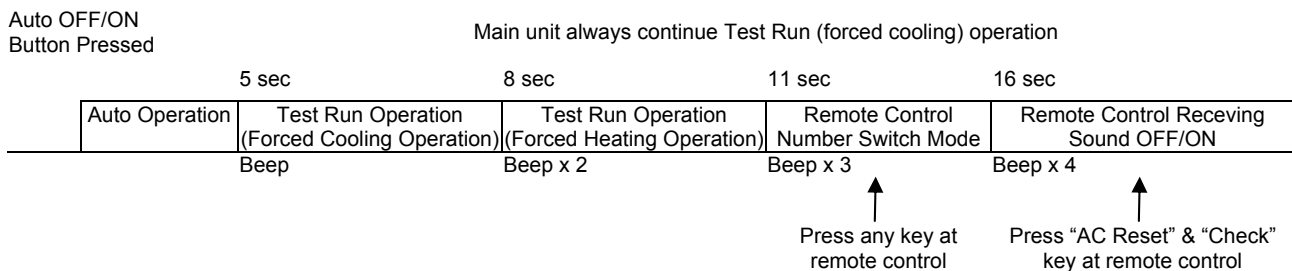 Auto OFF/ON
Button Pressed
Main unit always continue Test Run (forced cooling) operation
5 sec
8 sec
11 sec
16 sec
Auto Operation
Test Run Operation
(Forced Cooling Operation)
Test Run Operation
(Forced Heating Operation)
Remote Control
Number Switch Mode
Remote Control Receving
Sound OFF/ON
Beep
Beep x 2
Beep x 3
Beep x 4
Press any key at
remote control
Press “AC Reset” & “Check”
key at remote control